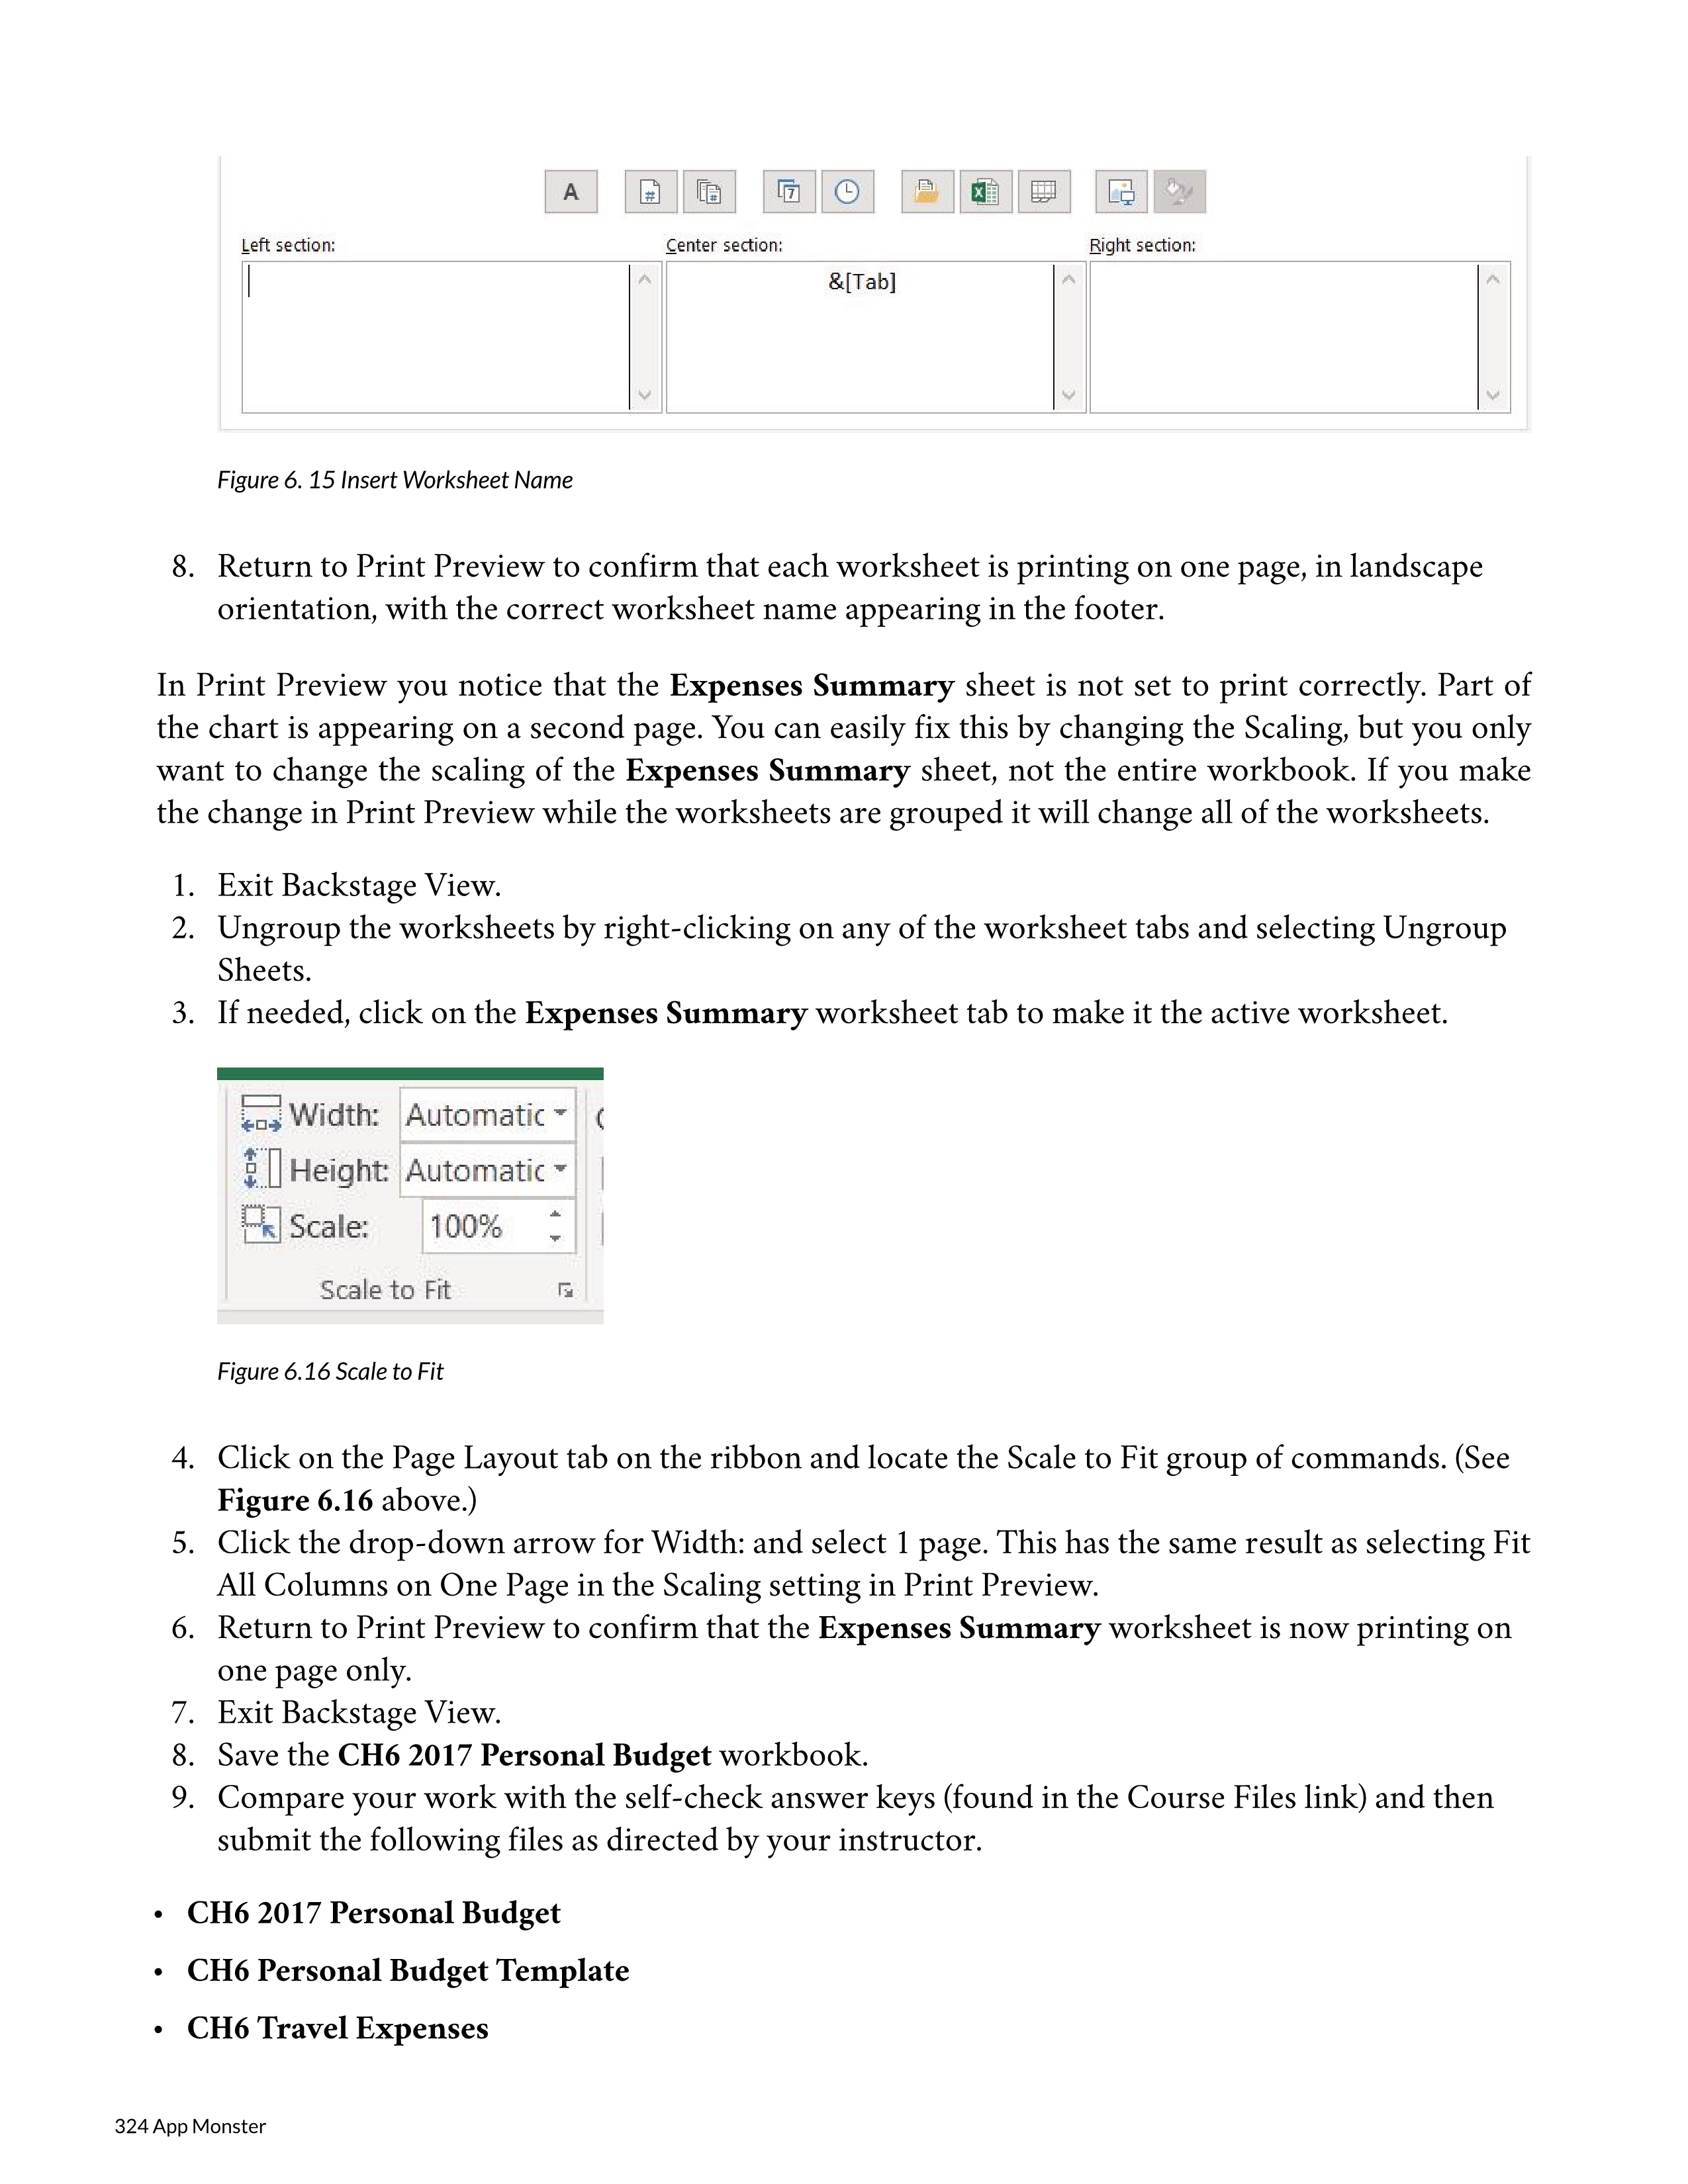 A
Left section:
Center section:
Right section:
&[Tab]
Figure 6. 15 Insert Worksheet Name
8. Return to Print Preview to confirm that each worksheet is printing on one page, in landscape
orientation, with the correct worksheet name appearing in the footer.
In Print Preview you notice that the Expenses Summary sheet is not set to print correctly. Part of
the chart is appearing on a second page. You can easily fix this by changing the Scaling, but you only
want to change the scaling of the Expenses Summary sheet, not the entire workbook. If you make
the change in Print Preview while the worksheets are grouped it will change all of the worksheets.
1. Exit Backstage View.
2. Ungroup the worksheets by right-clicking on any of the worksheet tabs and selecting Ungroup
Sheets.
3. If needed, click on the Expenses Summary worksheet tab to make it the active worksheet.
Width: Automatic
Height: Automatic
Scale: 100%
Scale to Fit
Figure 6.16 Scale to Fit
4. Click on the Page Layout tab on the ribbon and locate the Scale to Fit group of commands. (See
Figure 6.16 above.)
5. Click the drop-down arrow for Width: and select 1 page. This has the same result as selecting Fit
All Columns on One Page in the Scaling setting in Print Preview.
6. Return to Print Preview to confirm that the Expenses Summary worksheet is now printing on
one page only.
7. Exit Backstage View.
8. Save the CH6 2017 Personal Budget workbook.
9. Compare your work with the self-check answer keys (found in the Course Files link) and then
submit the following files as directed by your instructor.
• CH6 2017 Personal Budget
• CH6 Personal Budget Template
• CH6 Travel Expenses
324 App Monster